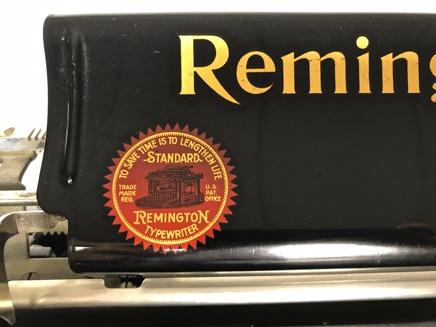 Reming
TO SAVE TIME IS TO LENGTHEN LIFE
STANDARD
TRADE
MARK
REG.
U.S.
PAT.
OFFICE
REMINGTON
TYPEWRITER